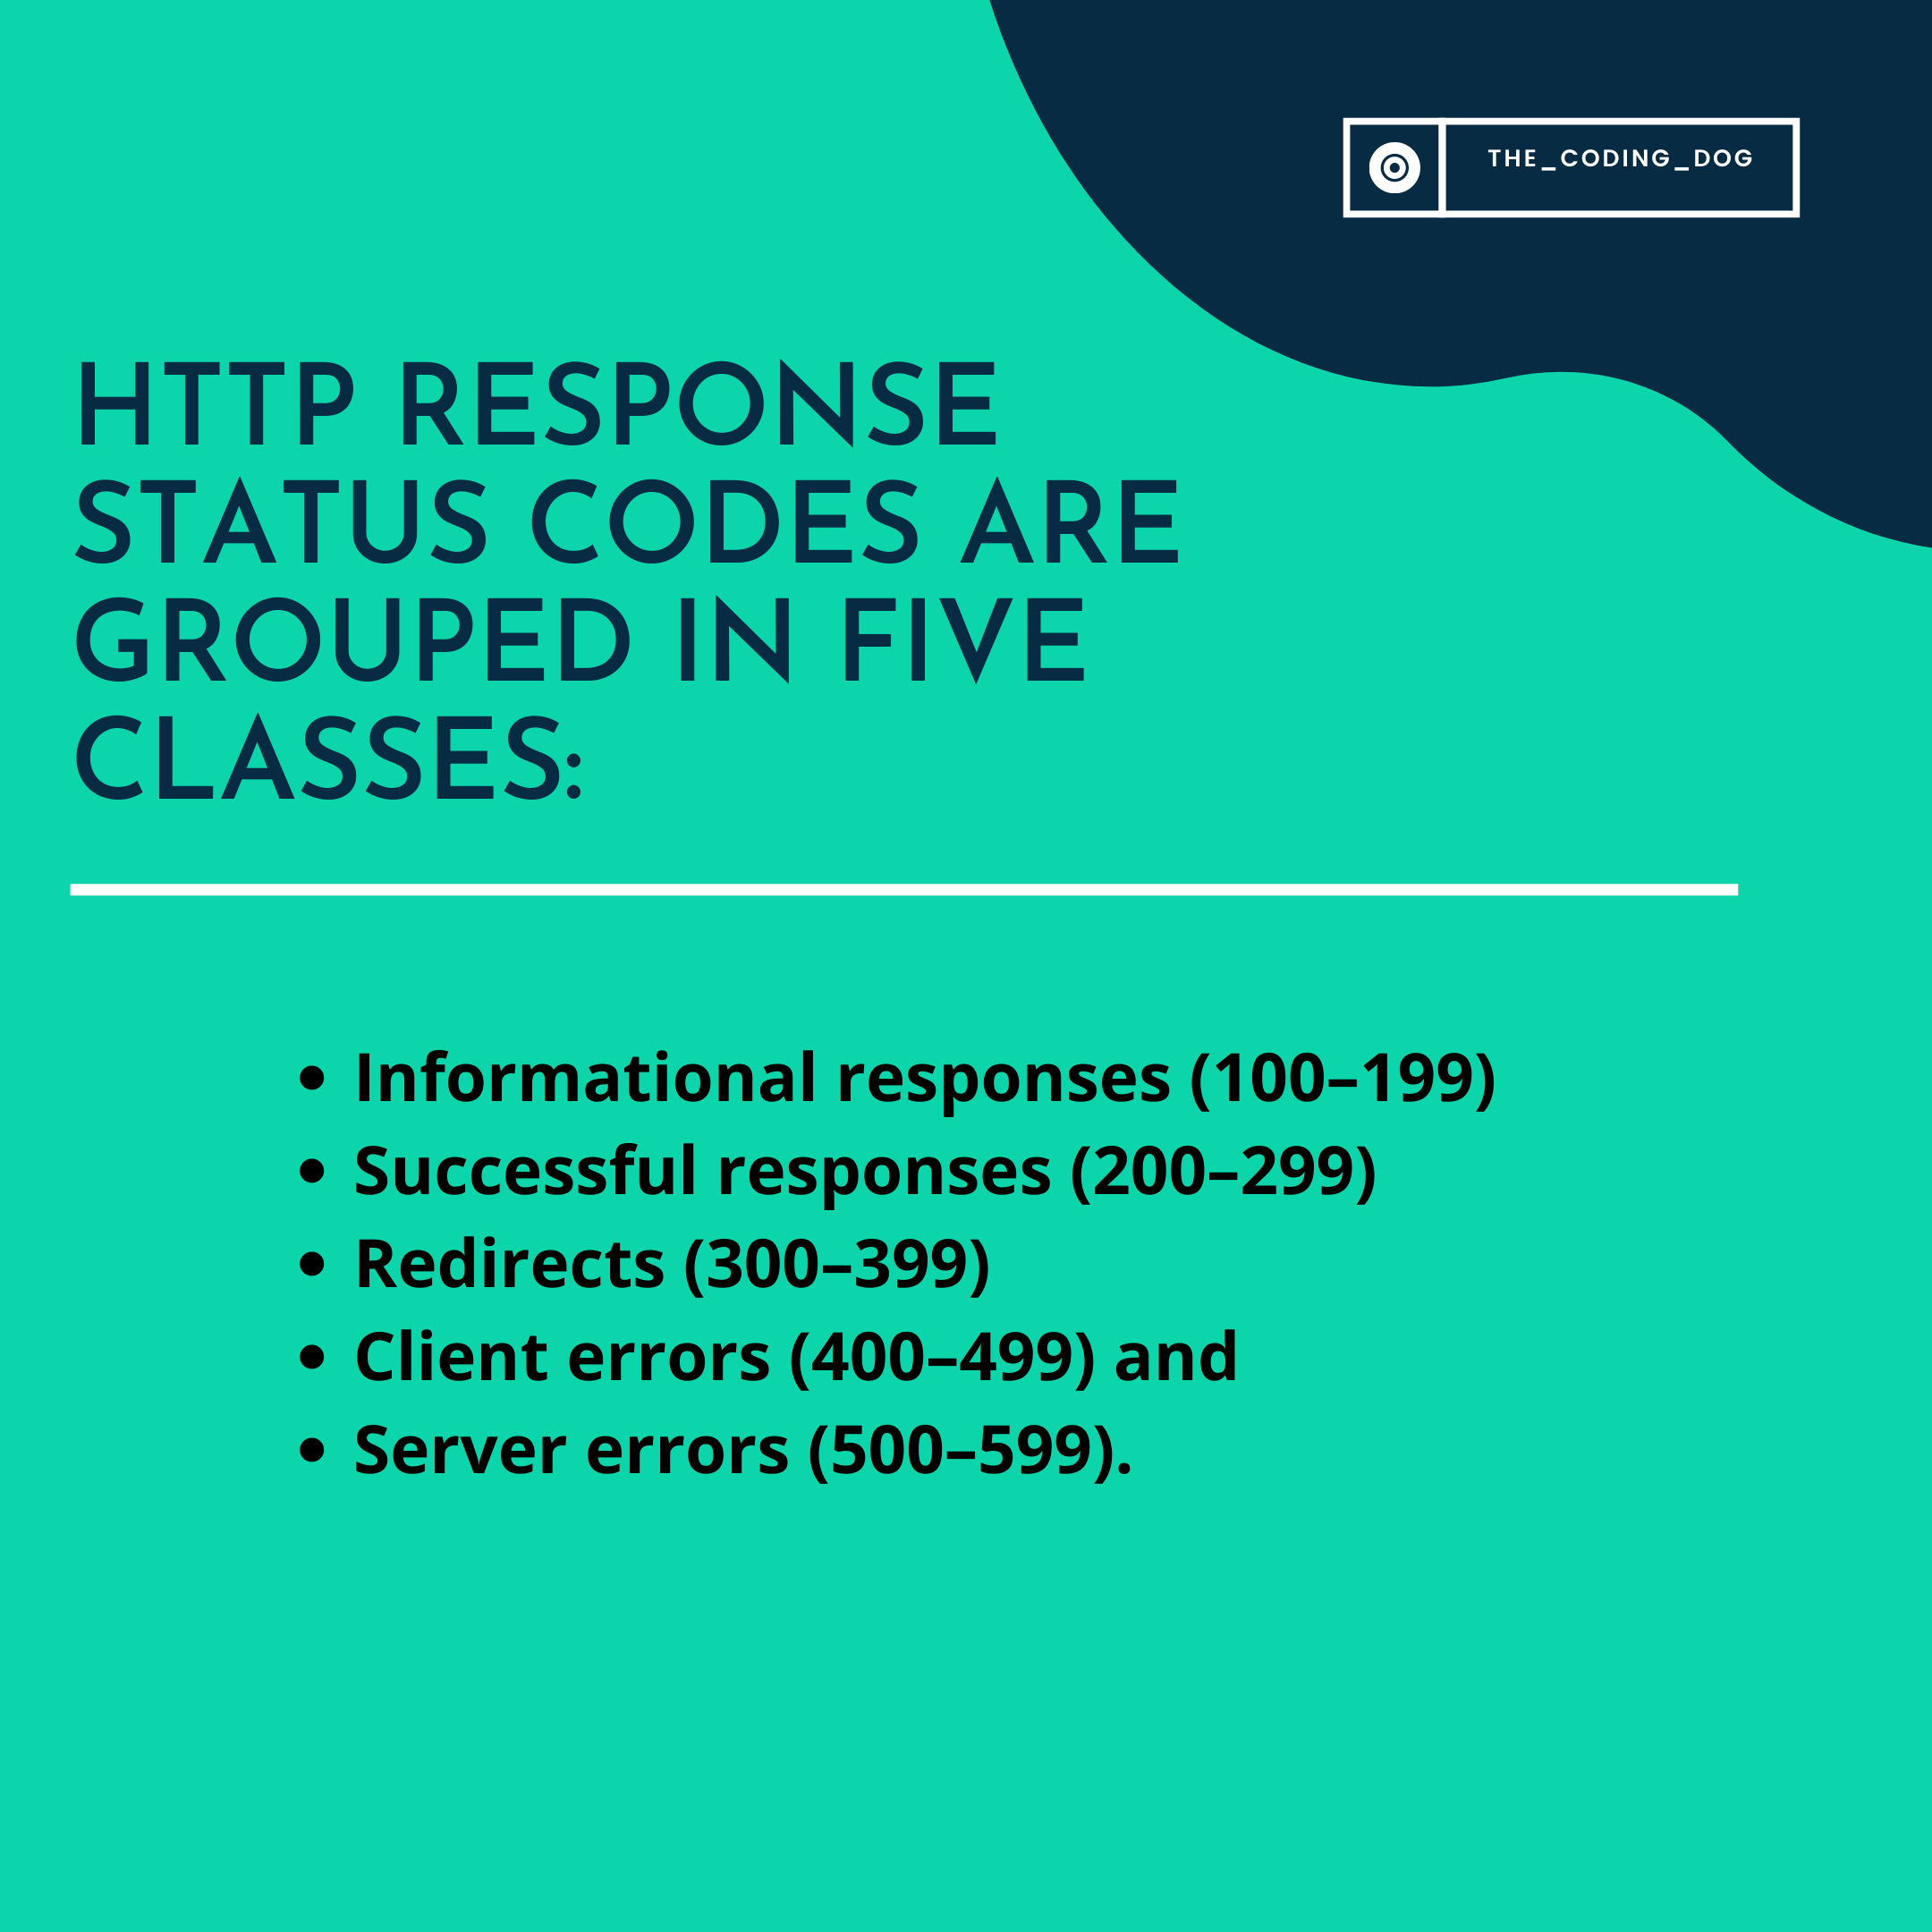 THE_CODING_DOG
HTTP RESPONSE
STATUS CODES ARE
GROUPED IN FIVE
CLASSES:
• Informational responses (100–199)
• Successful responses (200–299)
• Redirects (300–399)
• Client errors (400–499) and
• Server errors (500–599).